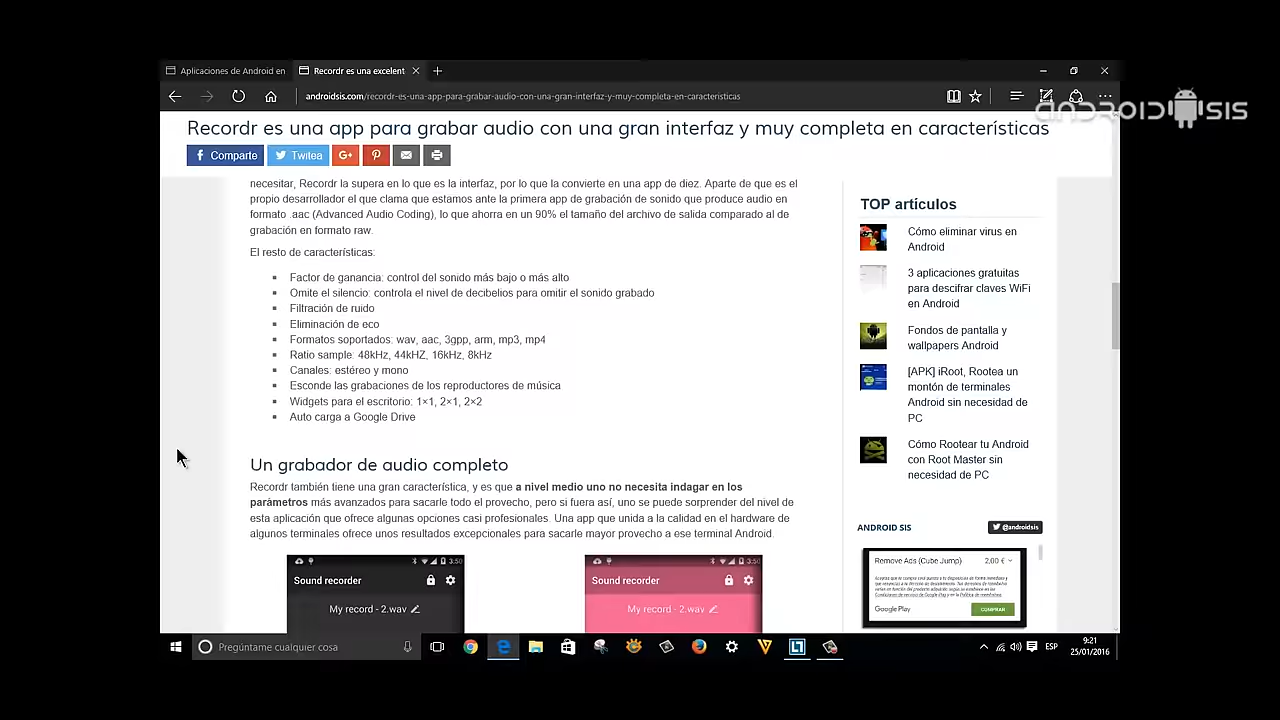 Aplicaciones de Android en
Recordr es una excelent
androidsis.com/recordr-es-una-app-para-grabar-audio-con-una-gran-interfaz-y-muy-completa-en-caracteristicas
ANDROIDSIS
Recordr es una app para grabar audio con una gran interfaz y muy completa en características
Comparte
Twitea
G+
necesitar, Recordr la supera en lo que es la interfaz, por lo que la convierte en una app de diez. Aparte de que es el
propio desarrollador el que clama que estamos ante la primera app de grabación de sonido que produce audio en
formato .aac (Advanced Audio Coding), lo que ahorra en un 90% el tamaño del archivo de salida comparado al de
grabación en formato raw.
El resto de características:
Factor de ganancia: control del sonido más bajo o más alto
Omite el silencio: controla el nivel de decibelios para omitir el sonido grabado
Filtración de ruido
Eliminación de eco
Formatos soportados: wav, aac, 3gpp, arm, mp3, mp4
Ratio sample: 48kHz, 44kHZ, 16kHz, 8kHz
Canales: estéreo y mono
Esconde las grabaciones de los reproductores de música
Widgets para el escritorio: 1×1, 2×1, 2×2
Auto carga a Google Drive
Un grabador de audio completo
Recordr también tiene una gran característica, y es que a nivel medio uno no necesita indagar en los
parámetros más avanzados para sacarle todo el provecho, pero si fuera así, uno se puede sorprender del nivel de
esta aplicación que ofrece algunas opciones casi profesionales. Una app que unida a la calidad en el hardware de
algunos terminales ofrece unos resultados excepcionales para sacarle mayor provecho a ese terminal Android.
3:50
Sound recorder
My record - 2.wav
3:50
Sound recorder
My record - 2.wav
TOP artículos
Cómo eliminar virus en
Android
3 aplicaciones gratuitas
para descifrar claves WiFi
en Android
Fondos de pantalla y
wallpapers Android
[APK] iRoot, Rootea un
montón de terminales
Android sin necesidad de
PC
Cómo Rootear tu Android
con Root Master sin
necesidad de PC
ANDROID SIS
@androidsis
Remove Ads (Cube Jump) 2,00 €
Google Play
COMPRAR
Pregúntame cualquier cosa
ESP
9:21
25/01/2016